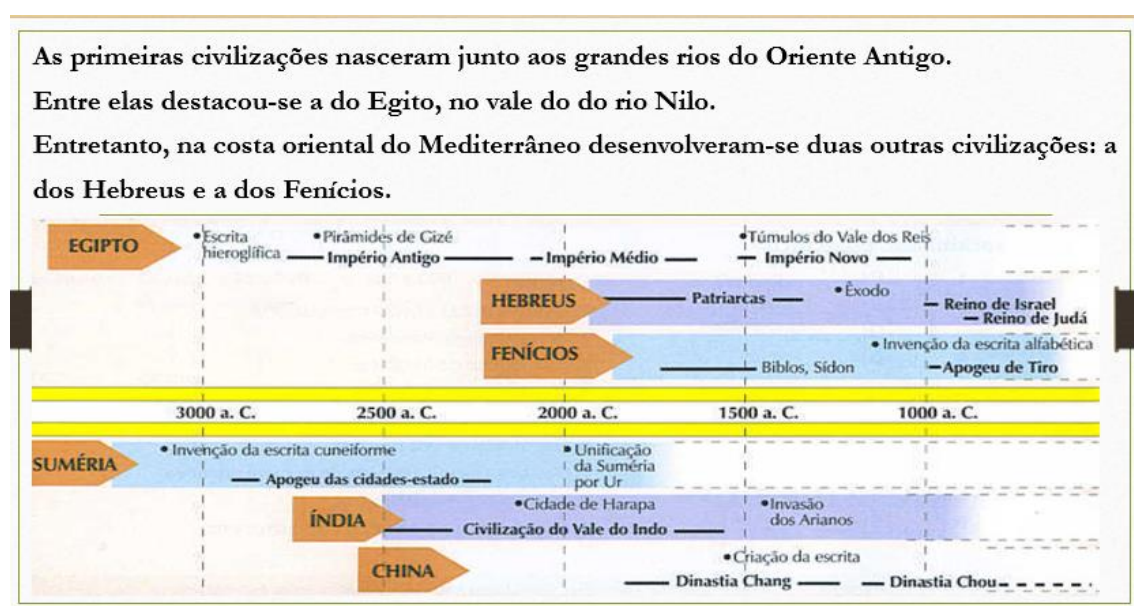 As primeiras civilizações nasceram junto aos grandes rios do Oriente Antigo.
Entre elas destacou-se a do Egito, no vale do do rio Nilo.
Entretanto, na costa oriental do Mediterrâneo desenvolveram-se duas outras civilizações: a
dos Hebreus e a dos Fenícios.
EGIPTO
•Escrita
hieroglífica
•Pirâmides de Gizé
Império Antigo
Império Médio
•Túmulos do Vale dos Reis
Império Novo
HEBREUS
Patriarcas
•Êxodo
Reino de Israel
Reino de Judá
FENÍCIOS
Biblos, Sídon
• Invenção da escrita alfabética
Apogeu de Tiro
3000 a. C. 2500 a. C. 2000 a. C. 1500 a. C. 1000 a. C.
SUMÉRIA
• Invenção da escrita cuneiforme
Apogeu das cidades-estado
• Unificação
da Suméria
por Ur
ÍNDIA
•Cidade de Harapa
Civilização do Vale do Indo
•Invasão
dos Arianos
CHINA
•Criação da escrita
Dinastia Chang
Dinastia Chou